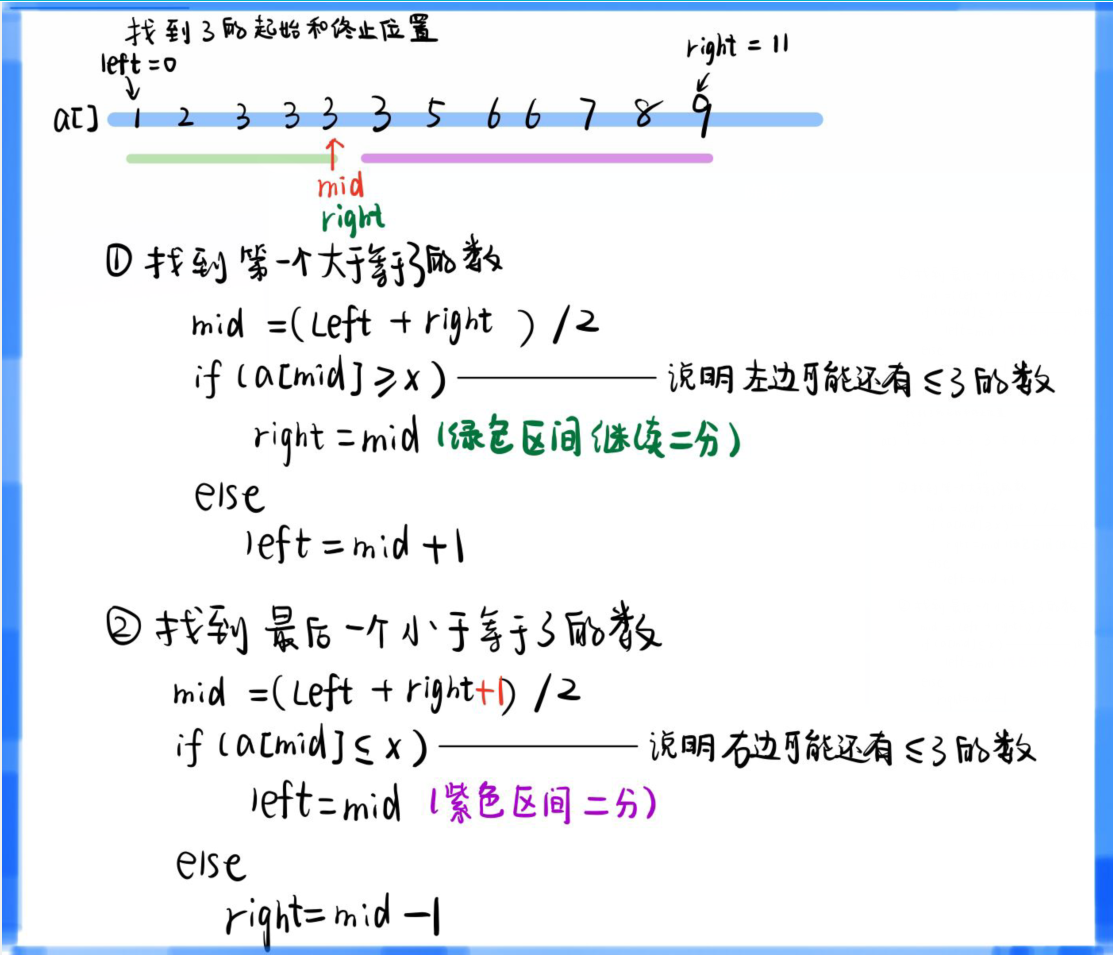 找到3的起始和终止位置
left=0
right = 11
a[] 1 2 3 3 3 3 5 6 6 7 8 9
mid
right
① 找到第一个大于等于3的数
mid =(left + right ) /2
if (a[mid]≥x) 说明左边可能还有≤3的数
right=mid (绿色区间继续二分)
else
left=mid+1
② 找到最后一个小于等于3的数
mid =(left + right+1) /2
if (a[mid]≤x) 说明右边可能还有≤3的数
left=mid (紫色区间二分)
else
right=mid-1